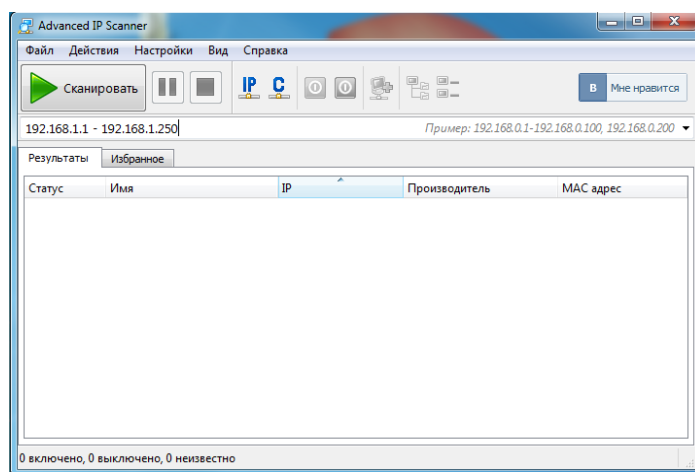 Advanced IP Scanner
Файл Действия Настройки Вид Справка
Сканировать IP C В Мне нравится
192.168.1.1 - 192.168.1.250 Пример: 192.168.0.1-192.168.0.100, 192.168.0.200
Результаты Избранное
Статус Имя IP Производитель MAC адрес
0 включено, 0 выключено, 0 неизвестно